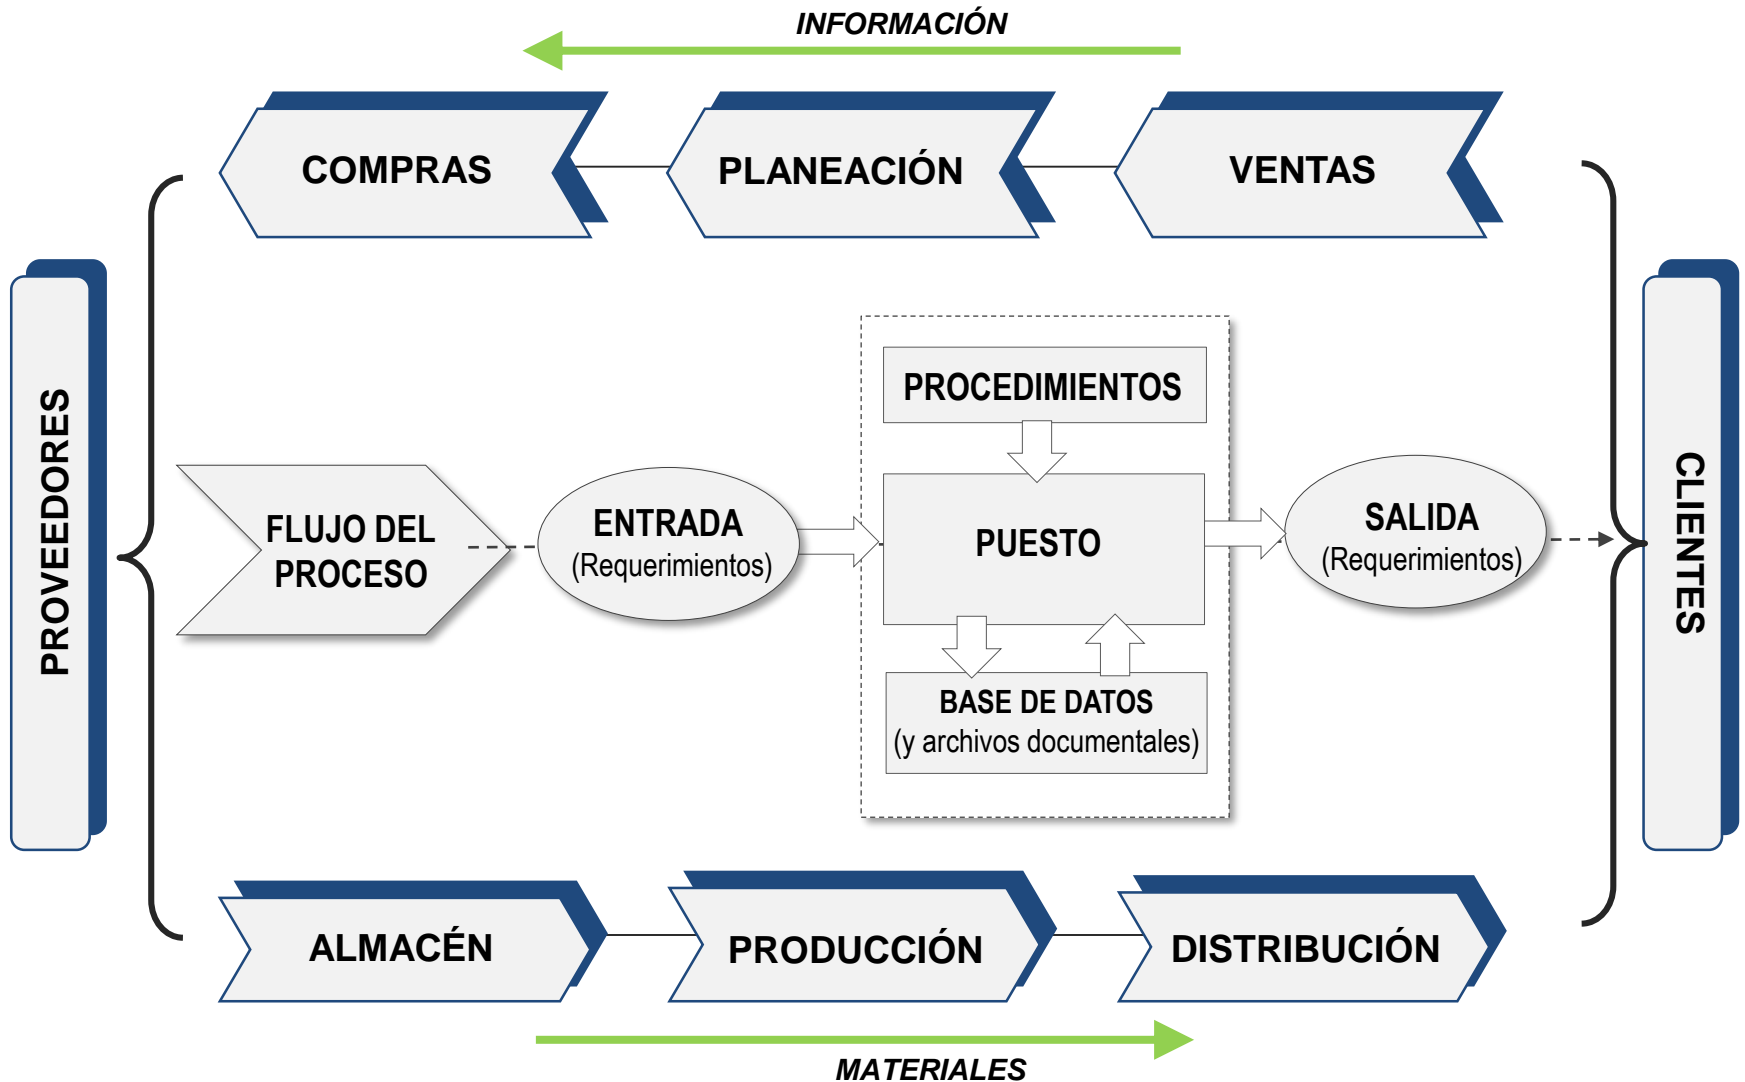 INFORMACIÓN
COMPRAS
PLANEACIÓN
VENTAS
PROVEEDORES
FLUJO DEL
PROCESO
ENTRADA
(Requerimientos)
PROCEDIMIENTOS
PUESTO
BASE DE DATOS
(y archivos documentales)
SALIDA
(Requerimientos)
CLIENTES
ALMACÉN
PRODUCCIÓN
DISTRIBUCIÓN
MATERIALES